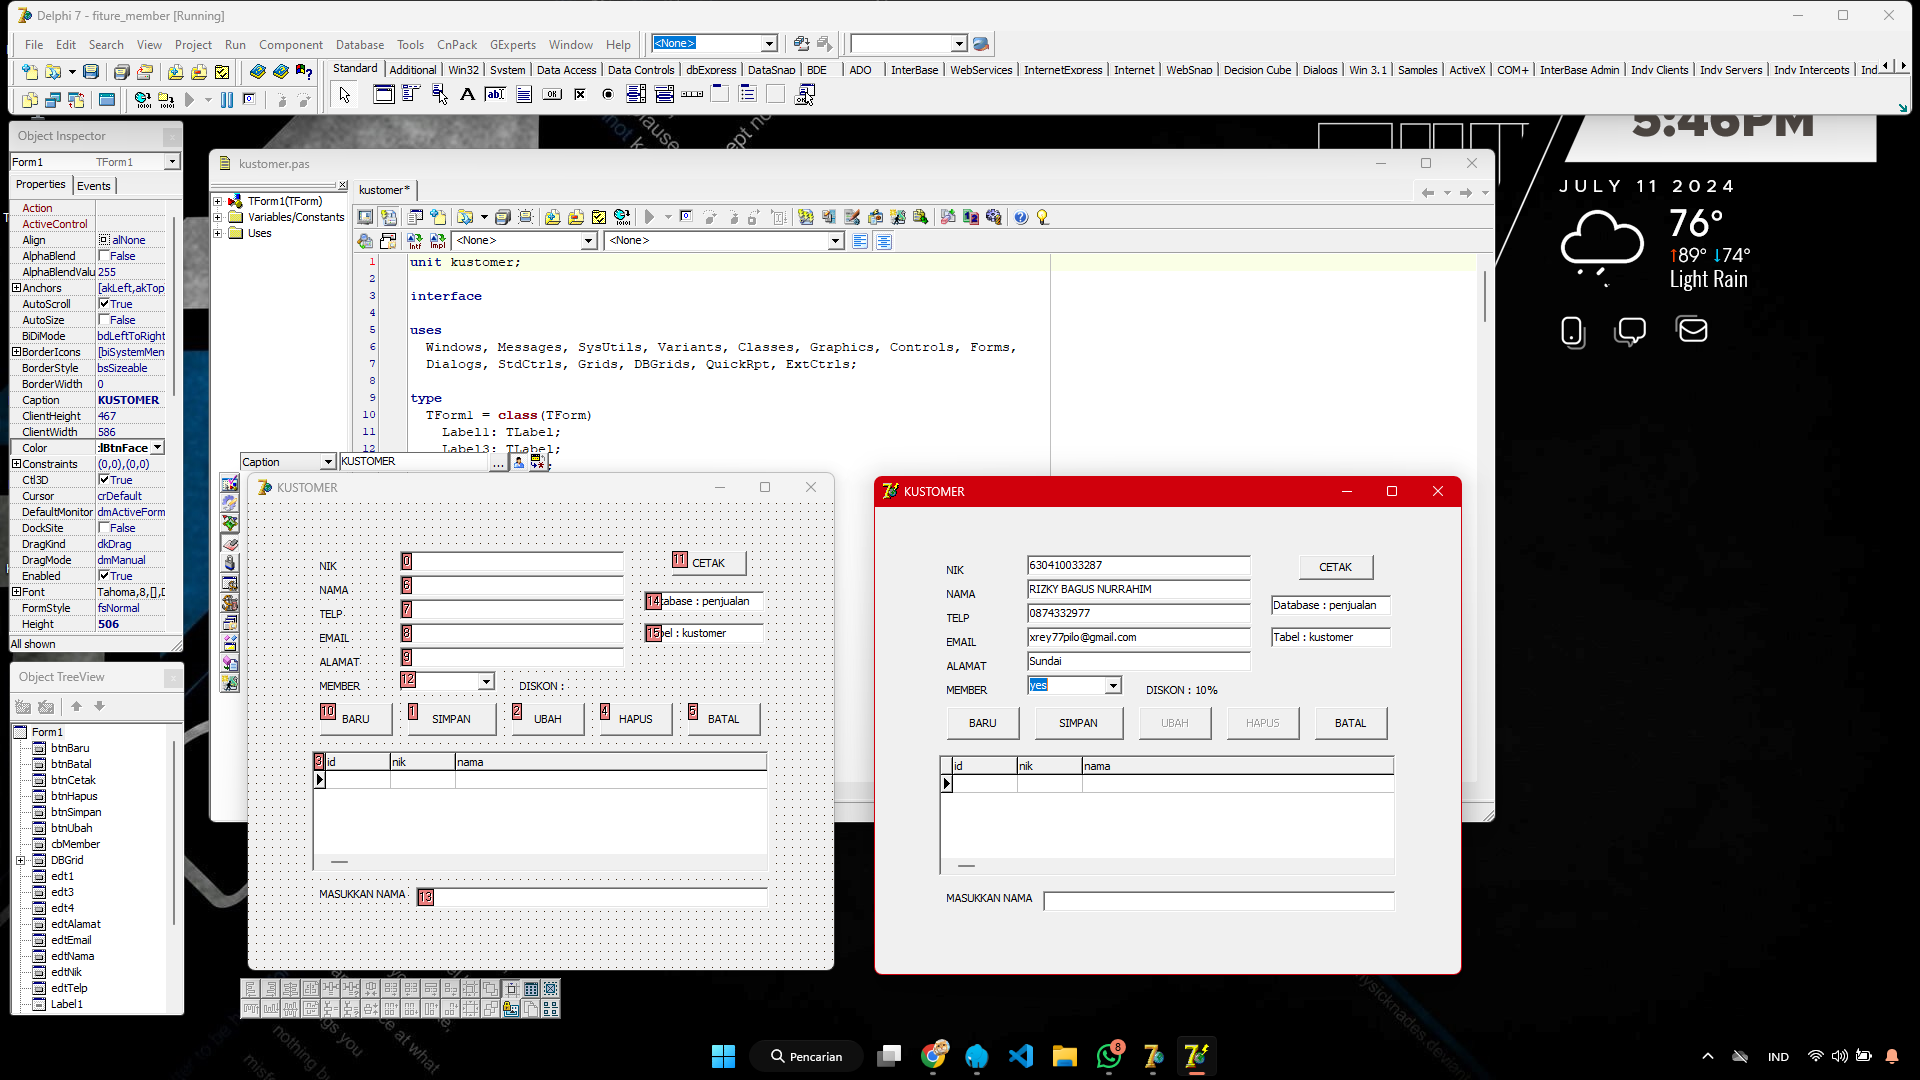 Delphi 7 - fiture_member [Running]
File Edit Search View Project Run Component Database Tools CnPack GExperts Window Help
<None>
Standard Additional Win32 System Data Access Data Controls dbExpress DataSnap BDE ADO InterBase WebServices InternetExpress Internet WebSnap Decision Cube Dialogs Win 3.1 Samples ActiveX COM+ InterBase Admin Indy Clients Indy Servers Indy Intercepts Ind
Object Inspector
Form1 TForm1
Properties Events
Action
ActiveControl
Align alNone
AlphaBlend False
AlphaBlendValu 255
Anchors [akLeft,akTop
AutoScroll True
AutoSize False
BiDiMode bdLeftToRight
BorderIcons [biSystemMen
BorderStyle bsSizeable
BorderWidth 0
Caption KUSTOMER
ClientHeight 467
ClientWidth 586
Color :lBtnFace
Constraints (0,0),(0,0)
Ctl3D True
Cursor crDefault
DefaultMonitor dmActiveForm
DockSite False
DragKind dkDrag
DragMode dmManual
Enabled True
Font Tahoma,8,[],D
FormStyle fsNormal
Height 506
All shown
Object TreeView
Form1
btnBaru
btnBatal
btnCetak
btnHapus
btnSimpan
btnUbah
cbMember
DBGrid
edt1
edt3
edt4
edtAlamat
edtEmail
edtNama
edtNik
edtTelp
Label1
kustomer.pas
TForm1(TForm)
Variables/Constants
Uses
kustomer*
<None> <None>
1 unit kustomer;
2
3 interface
4
5 uses
6 Windows, Messages, SysUtils, Variants, Classes, Graphics, Controls, Forms,
7 Dialogs, StdCtrls, Grids, DBGrids, QuickRpt, ExtCtrls;
8
9 type
10 TForm1 = class(TForm)
11 Label1: TLabel;
12 Label3: TLabel;
Caption KUSTOMER ...
KUSTOMER
NIK 0 11 CETAK
NAMA 6
TELP 7 14 tabase : penjualan
EMAIL 8 15 bel : kustomer
ALAMAT 9
MEMBER 12 DISKON :
10 BARU 1 SIMPAN 2 UBAH 4 HAPUS 5 BATAL
3 id nik nama
MASUKKAN NAMA 13
KUSTOMER
NIK 630410033287 CETAK
NAMA RIZKY BAGUS NURRAHIM
TELP 0874332977 Database : penjualan
EMAIL xrey77pilo@gmail.com Tabel : kustomer
ALAMAT Sundai
MEMBER yes DISKON : 10%
BARU SIMPAN UBAH HAPUS BATAL
id nik nama
MASUKKAN NAMA
5:46PM
JULY 11 2024
76°
↑89° ↓74°
Light Rain
Pencarian
8
IND